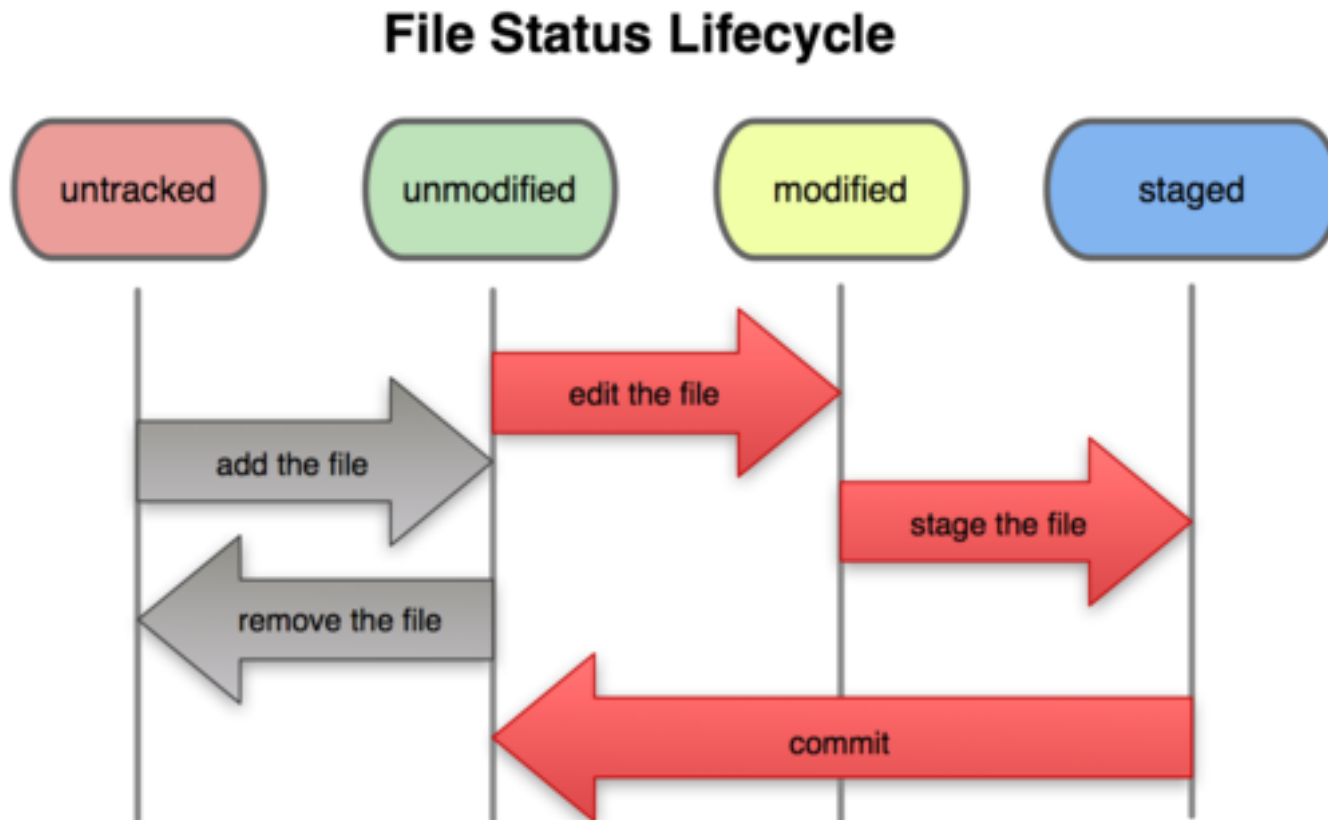 File Status Lifecycle
untracked
unmodified
modified
staged
edit the file
add the file
stage the file
remove the file
commit